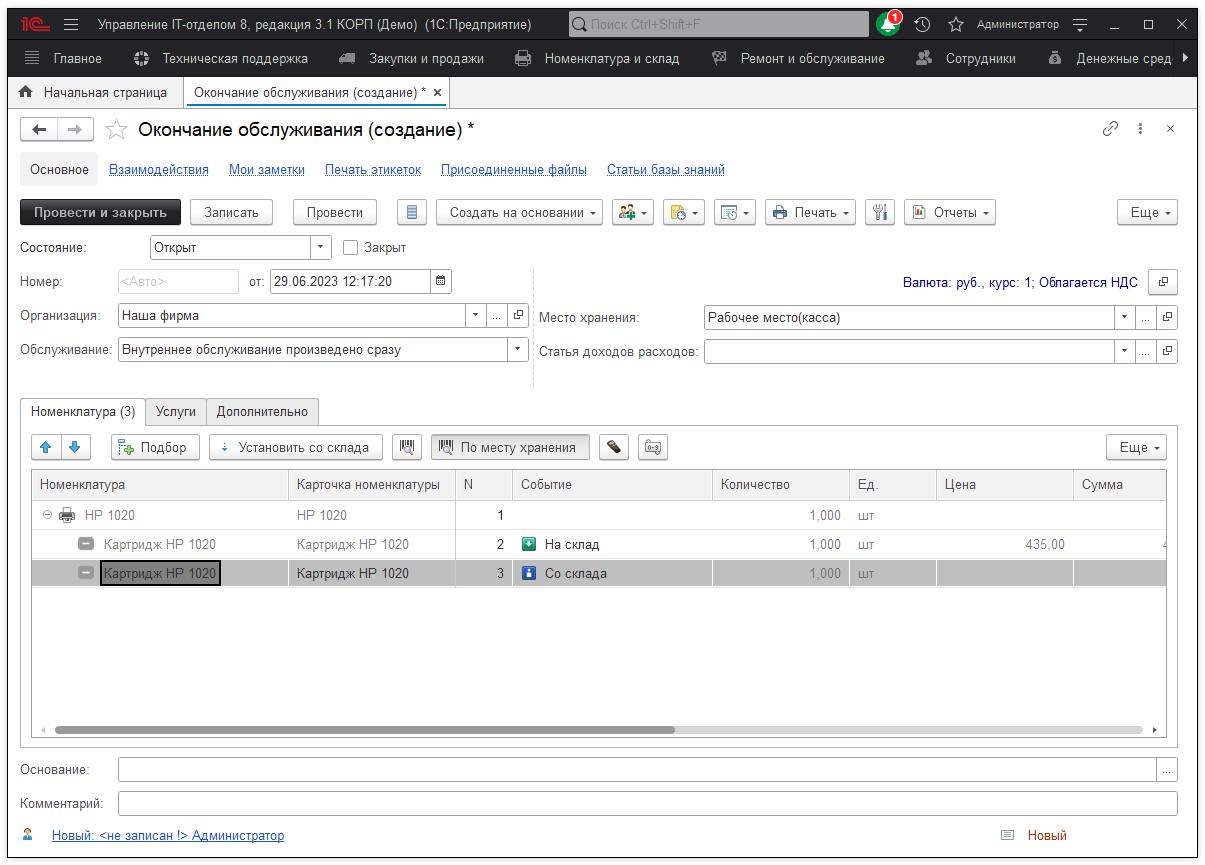 1С Управление IT-отделом 8, редакция 3.1 КОРП (Демо) (1С:Предприятие) Поиск Ctrl+Shift+F 1 Администратор
Главное Техническая поддержка Закупки и продажи Номенклатура и склад Ремонт и обслуживание Сотрудники Денежные сред
Начальная страница Окончание обслуживания (создание) * ×
Окончание обслуживания (создание) *
Основное Взаимодействия Мои заметки Печать этикеток Присоединенные файлы Статьи базы знаний
Провести и закрыть Записать Провести Создать на основании Печать Отчеты Еще
Состояние: Открыт Закрыт
Номер: <Авто> от: 29.06.2023 12:17:20 Валюта: руб., курс: 1; Облагается НДС
Организация: Наша фирма ... Место хранения: Рабочее место(касса) ...
Обслуживание: Внутреннее обслуживание произведено сразу Статья доходов расходов: ...
Номенклатура (3) Услуги Дополнительно
Подбор Установить со склада По месту хранения Еще
Номенклатура Карточка номенклатуры N Событие Количество Ед. Цена Сумма
HP 1020 HP 1020 1 1,000 шт
Картридж HP 1020 Картридж HP 1020 2 На склад 1,000 шт 435,00
Картридж HP 1020 Картридж HP 1020 3 Со склада 1,000 шт
Основание: ...
Комментарий:
Новый: <не записан !> Администратор Новый